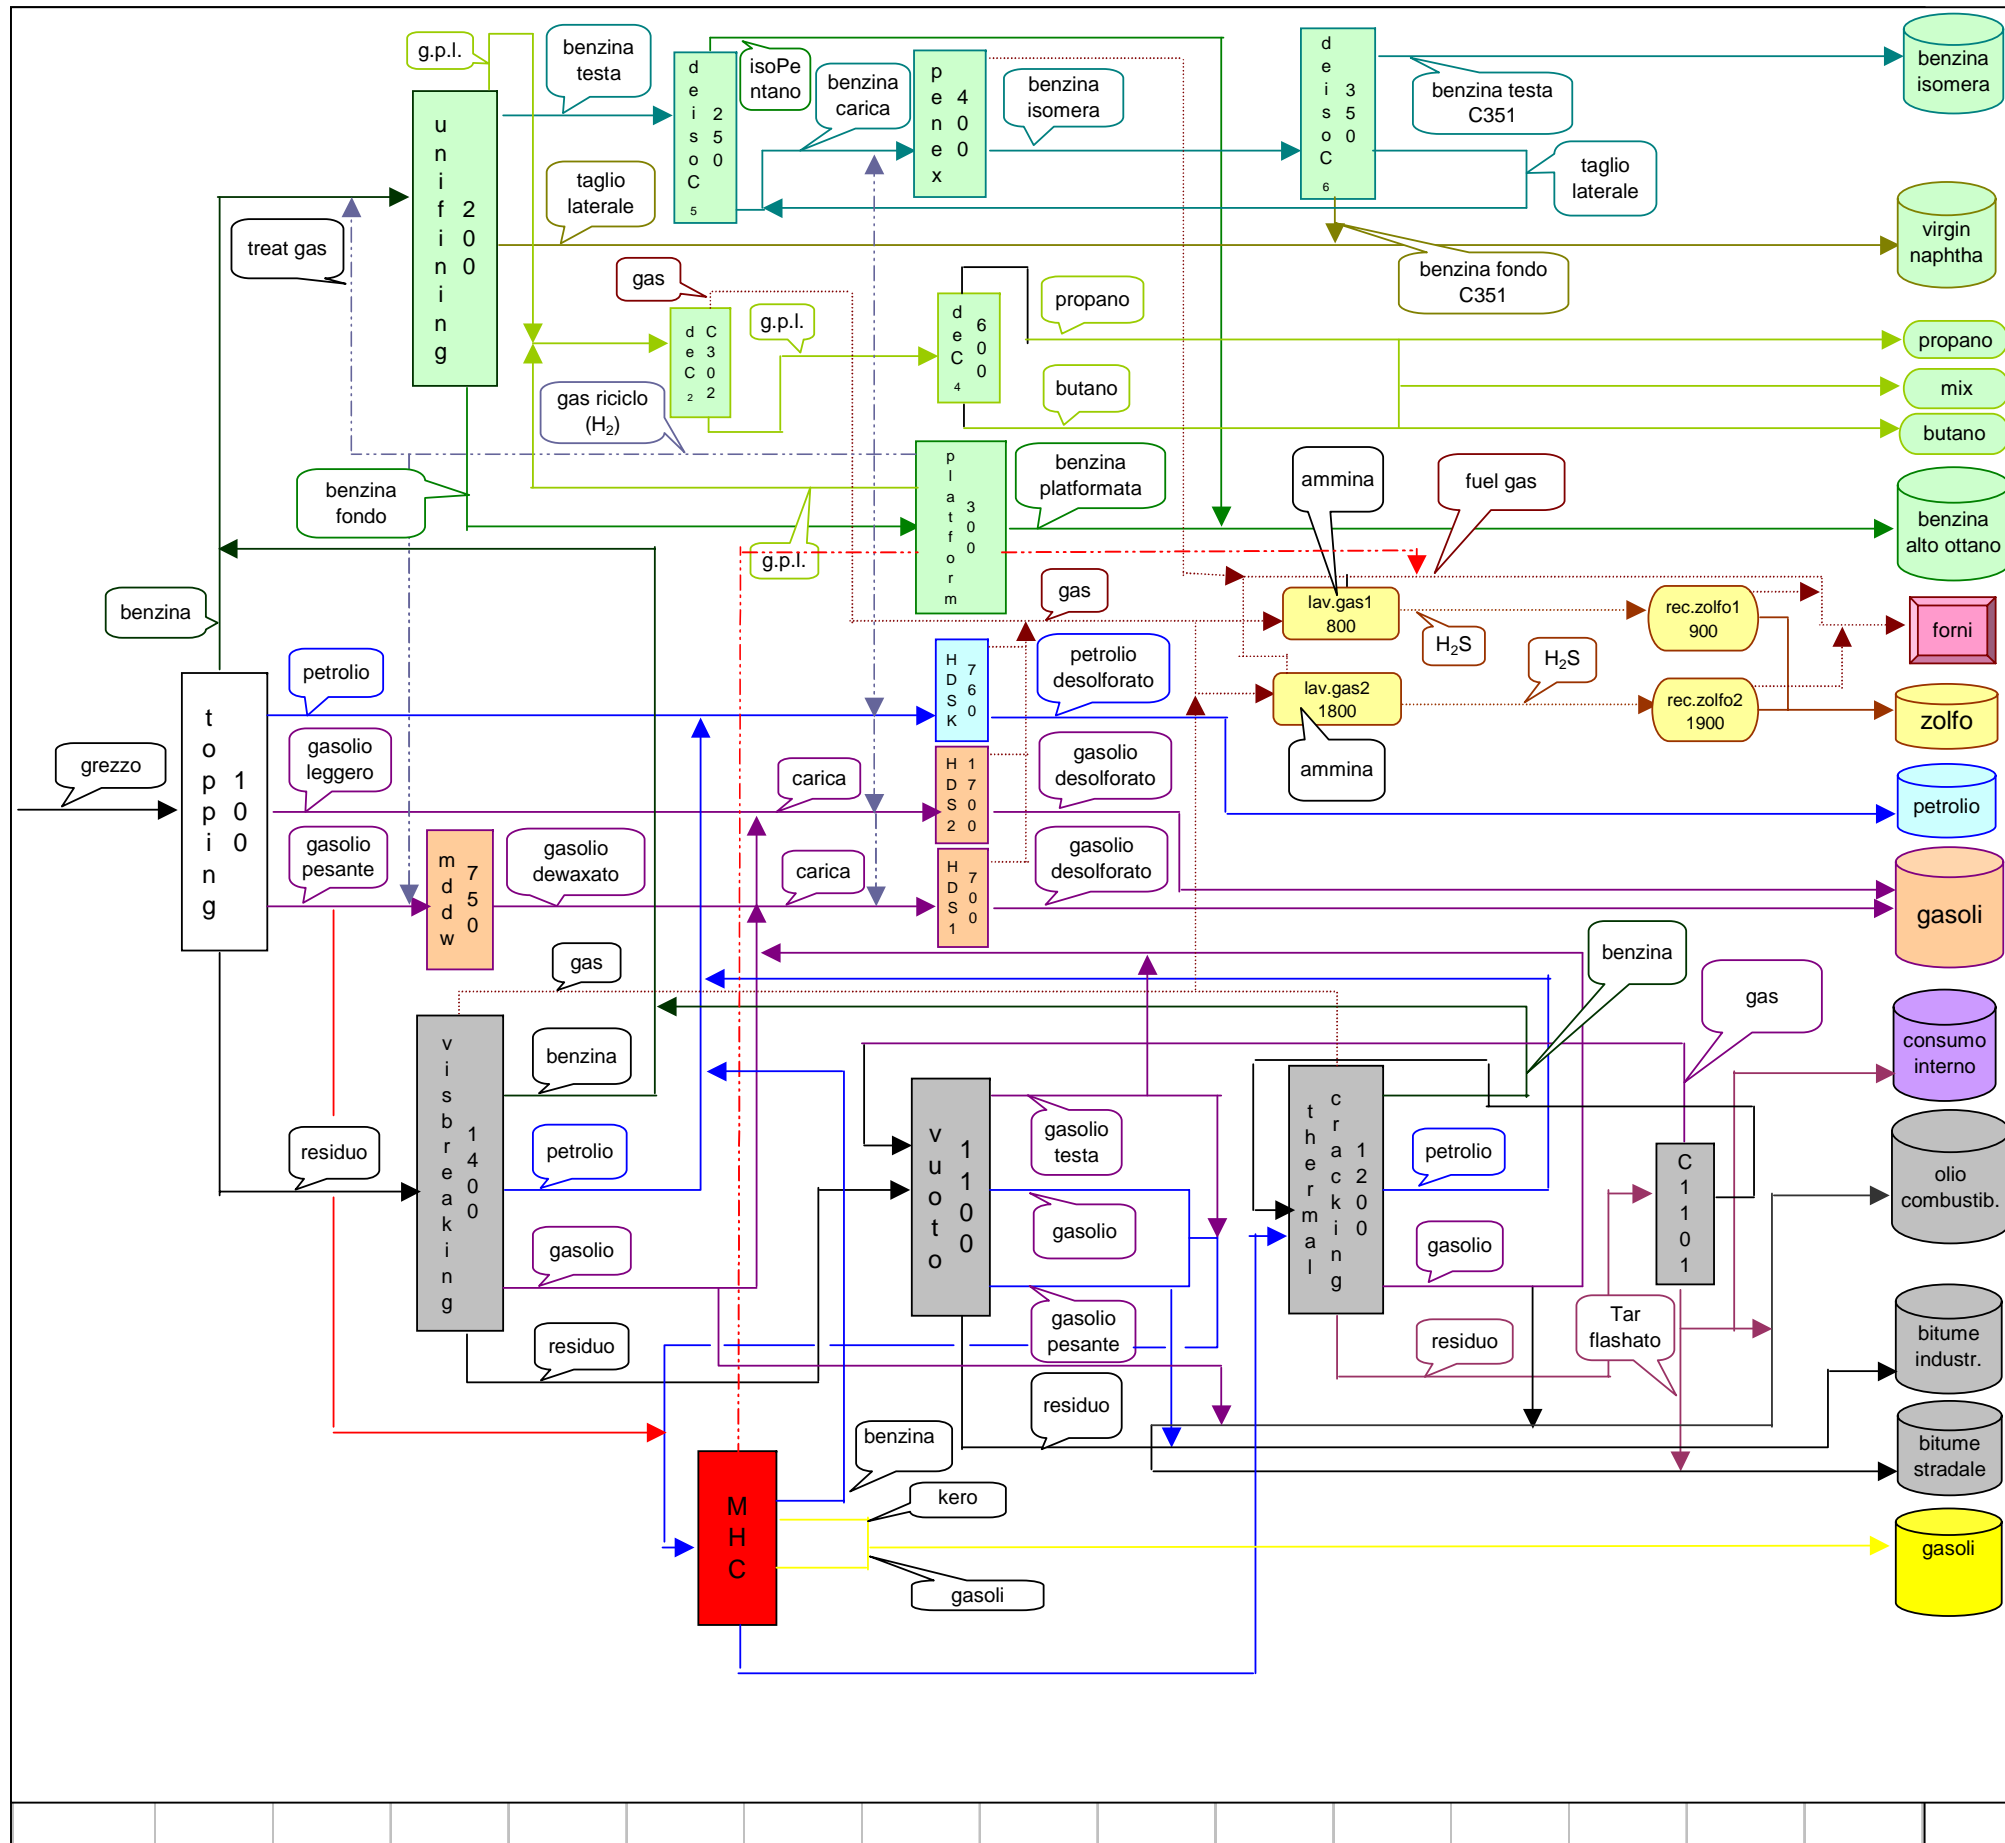 g.p.l.
benzina
testa
deisoC5 250
isoPe
ntano
benzina
carica
penex 400
benzina
isomera
deisoC6 350
benzina testa
C351
benzina
isomera
unifining 200
taglio
laterale
taglio
laterale
treat gas
virgin
naphtha
benzina fondo
C351
gas
deC2 C302
g.p.l.
deC4 600
propano
propano
mix
butano
butano
gas riciclo
(H2)
benzina
fondo
g.p.l.
platform 300
benzina
platformata
ammina
fuel gas
benzina
alto ottano
benzina
gas
lav.gas1
800
H2S
rec.zolfo1
900
forni
petrolio
HDSK 760
petrolio
desolforato
lav.gas2
1800
H2S
rec.zolfo2
1900
zolfo
topping 100
grezzo
gasolio
leggero
carica
HDS2 1700
gasolio
desolforato
ammina
petrolio
gasolio
pesante
mddw 750
gasolio
dewaxato
carica
HDS1 700
gasolio
desolforato
gasoli
gas
benzina
gas
consumo
interno
visbreaking 1400
benzina
vuoto 1100
gasolio
testa
thermal cracking 1200
petrolio
C1101
olio
combustib.
residuo
petrolio
gasolio
gasolio
gasolio
residuo
gasolio
pesante
residuo
Tar
flashato
bitume
industr.
residuo
benzina
bitume
stradale
MHC
kero
gasoli
gasoli